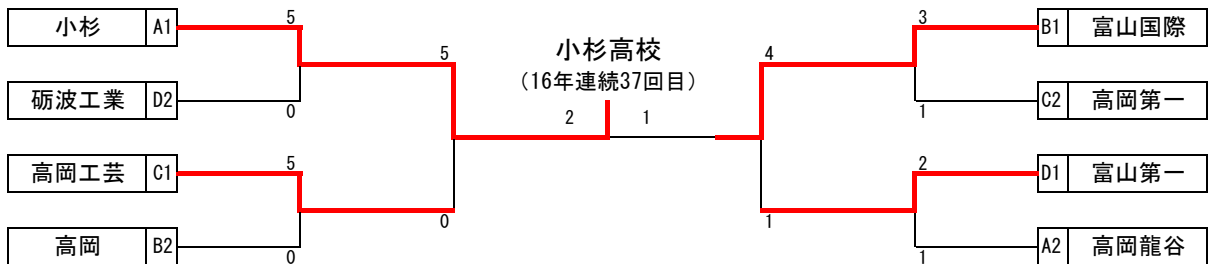 小杉 A1 5
砺波工業 D2 0
高岡工芸 C1 5
高岡 B2 0
5
0
小杉高校
（16年連続37回目）
2 1
4
1
3 B1 富山国際
1 C2 高岡第一
2 D1 富山第一
1 A2 高岡龍谷